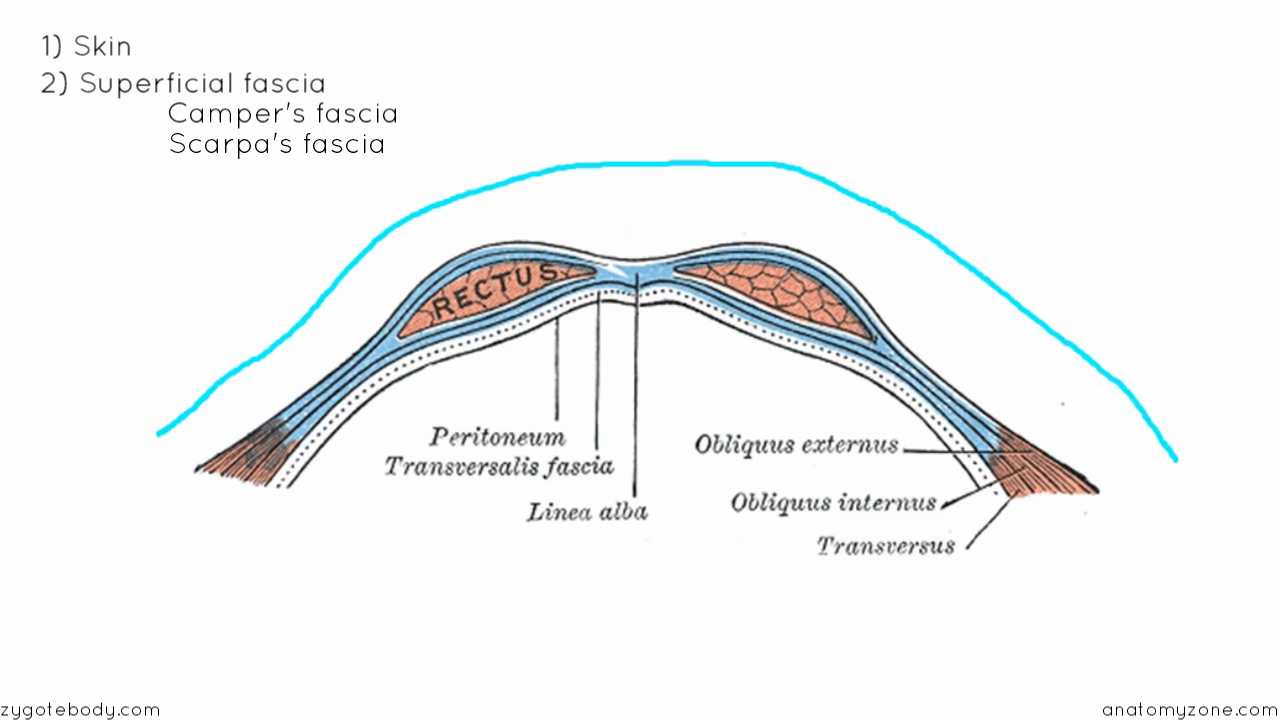 1) Skin
2) Superficial fascia
Camper's fascia
Scarpa's fascia
RECTUS
Peritoneum
Transversalis fascia
Linea alba
Obliquus externus
Obliquus internus
Transversus
zygotebody.com
anatomyzone.com